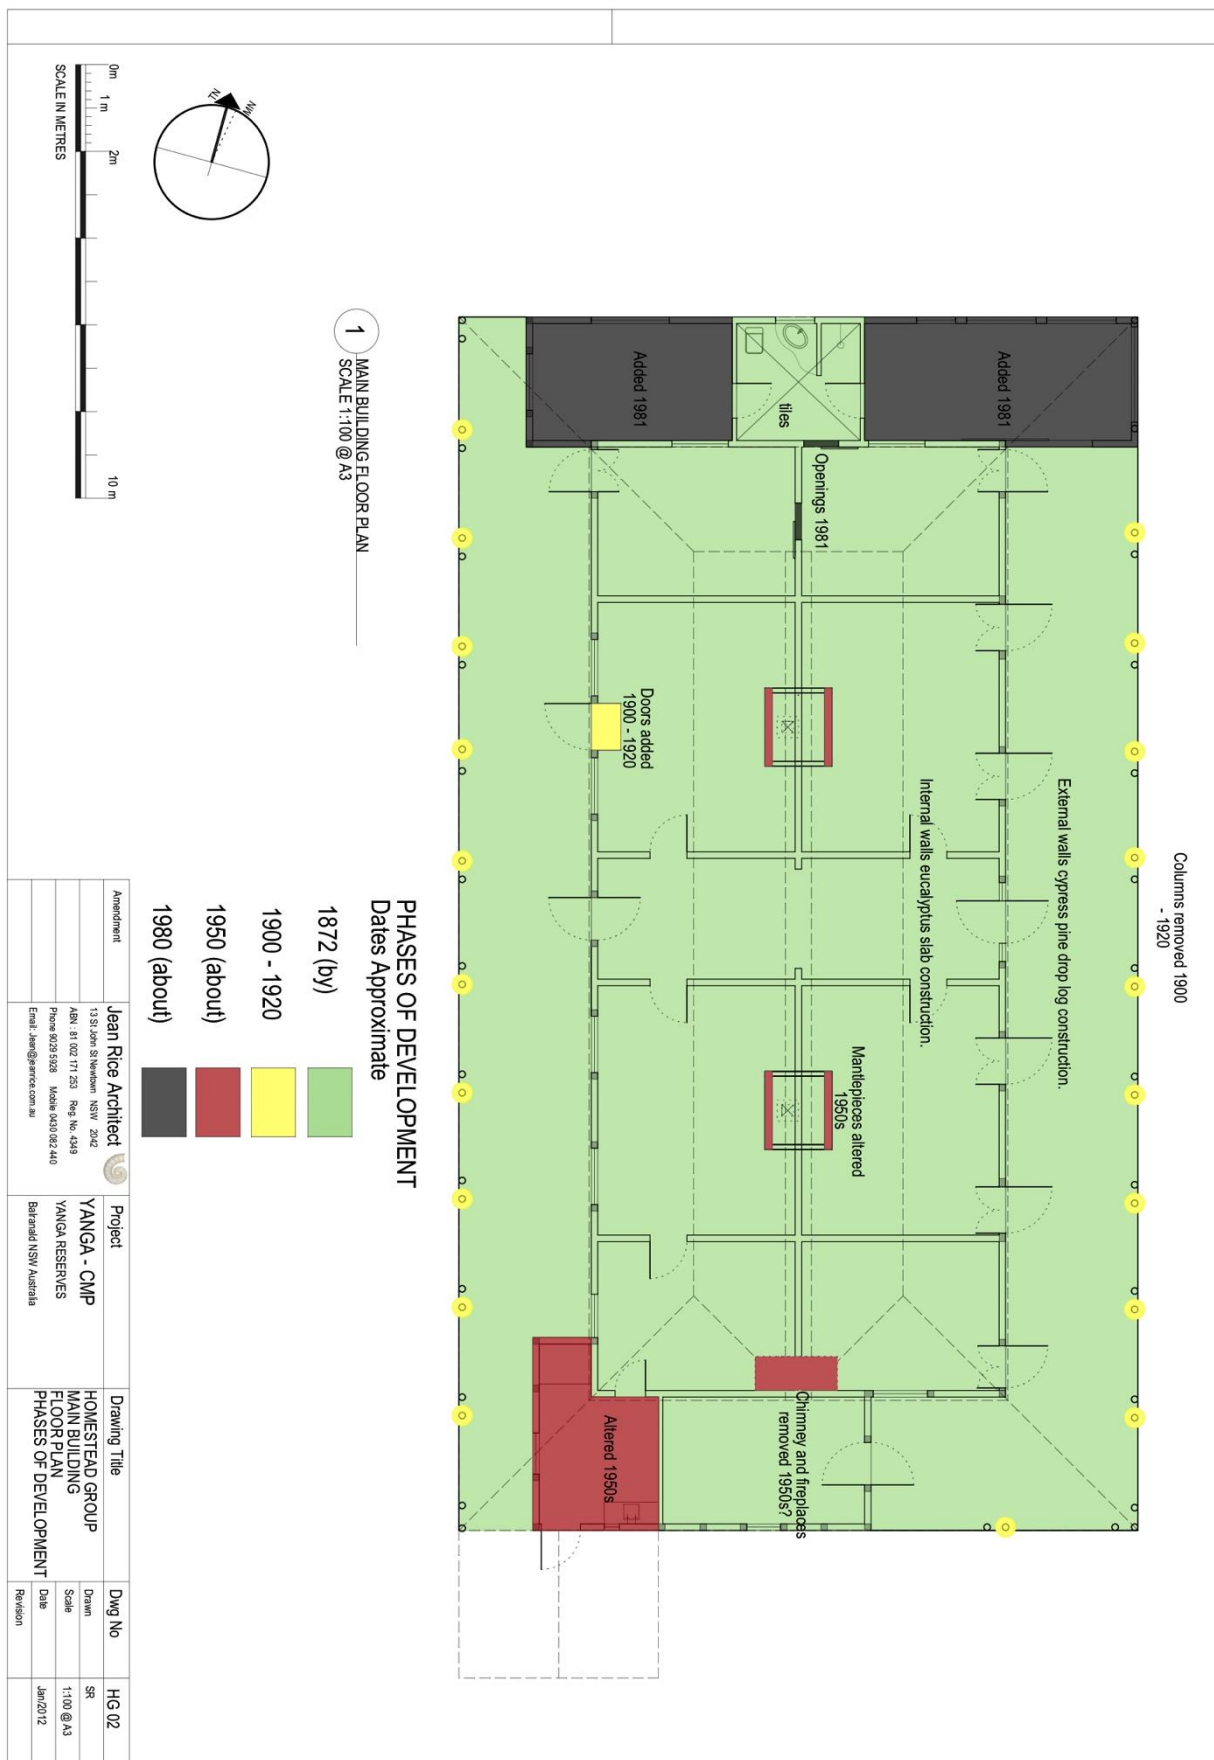 Columns removed 1900
- 1920
Added 1981
tiles
Added 1981
Openings 1981
Doors added
1900 - 1920
External walls cypress pine drop log construction.
Internal walls eucalyptus slab construction.
Mantlepieces altered
1950s
Chimney and fireplaces
removed 1950s?
Altered 1950s
1
MAIN BUILDING FLOOR PLAN
SCALE 1:100 @ A3
TN
MN
0m
1 m
2m
10 m
SCALE IN METRES
PHASES OF DEVELOPMENT
Dates Approximate
1872 (by)
1900 - 1920
1950 (about)
1980 (about)
Amendment
Jean Rice Architect
13 St John St Newtown NSW 2042
ABN : 81 002 171 253 Reg. No. 4349
Phone 9029 5928 Mobile 0430 082 440
Email: Jean@jeanrice.com.au
Project
YANGA - CMP
YANGA RESERVES
Balranald NSW Australia
Drawing Title
HOMESTEAD GROUP
MAIN BUILDING
FLOOR PLAN
PHASES OF DEVELOPMENT
Dwg No
HG 02
Drawn
SR
Scale
1:100 @ A3
Date
Jan/2012
Revision